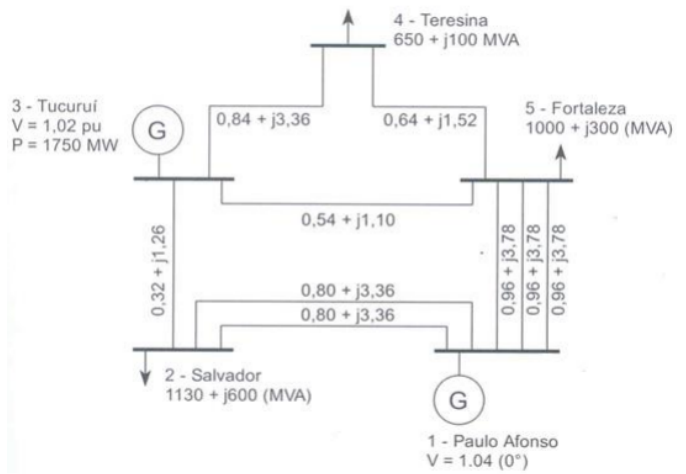 4 - Teresina
650 + j100 MVA
3 - Tucuruí
V = 1,02 pu
P = 1750 MW
G
0,84 + j3,36
0,64 + j1,52
5 - Fortaleza
1000 + j300 (MVA)
0,54 + j1,10
0,32 + j1,26
0,96 + j3,78
0,96 + j3,78
0,96 + j3,78
0,80 + j3,36
0,80 + j3,36
2 - Salvador
1130 + j600 (MVA)
G
1 - Paulo Afonso
V = 1.04 (0°)